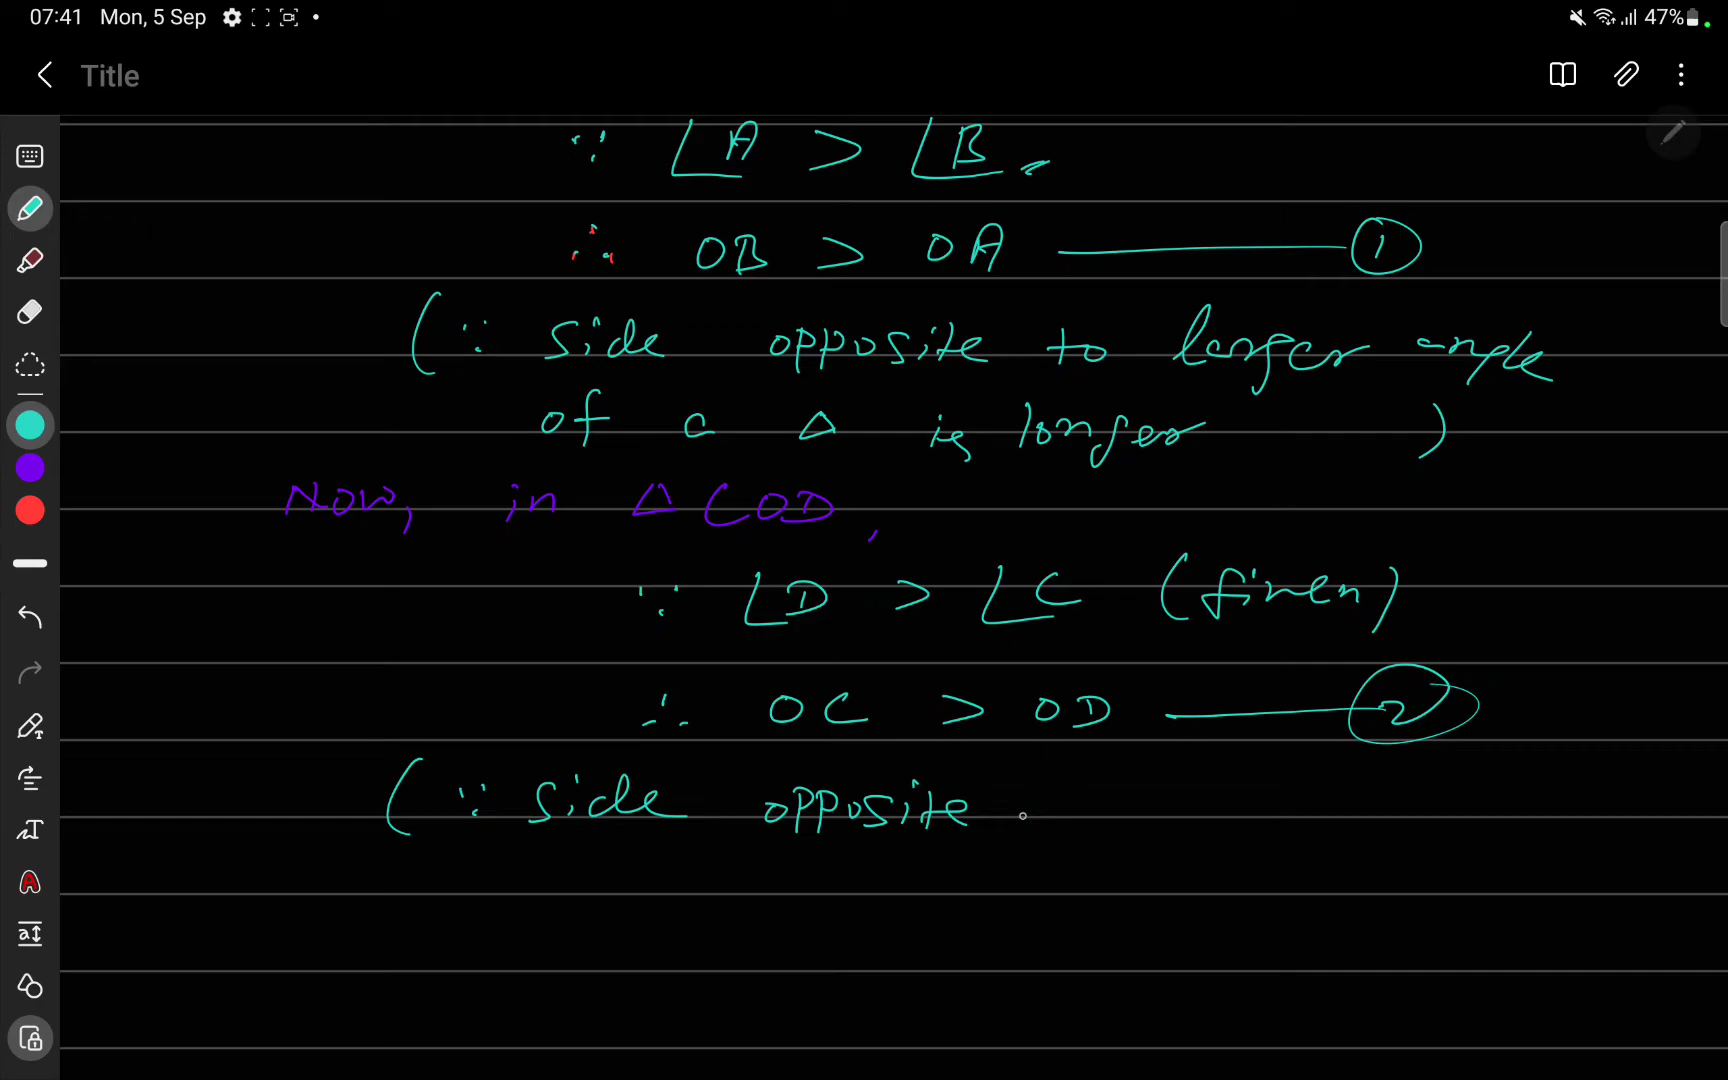 07:41 Mon, 5 Sep 47%
Title
∵ ∠A > ∠B
∴ OB > OA ——— ①
(∵ side opposite to larger angle
of a Δ is longer )
Now, in ΔCOD,
∵ ∠D > ∠C (given)
∴ OC > OD ——— ②
(∵ side opposite